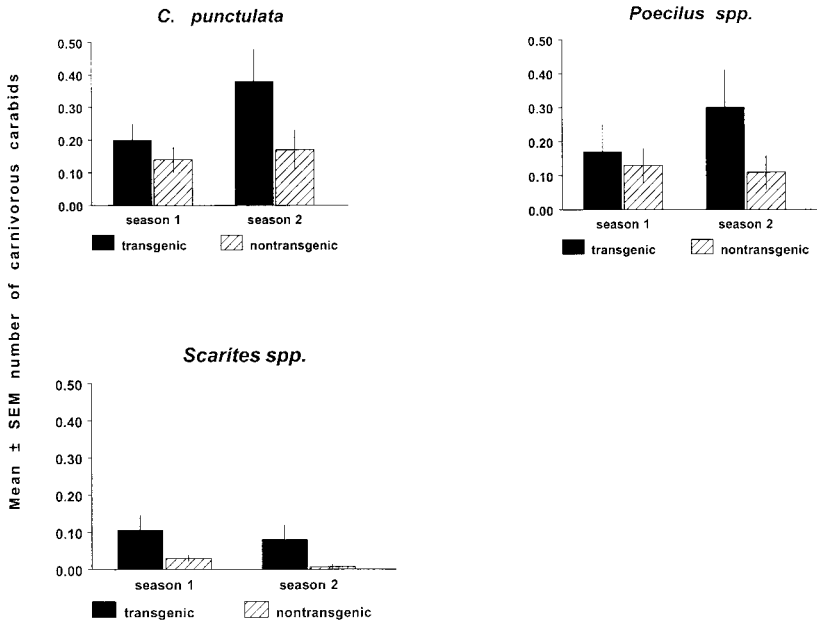 C. punctulata
0.50
0.40
0.30
0.20
0.10
0.00
season 1 season 2
transgenic nontransgenic
Poecilus spp.
0.50
0.40
0.30
0.20
0.10
0.00
season 1 season 2
transgenic nontransgenic
Scarites spp.
0.50
0.40
0.30
0.20
0.10
0.00
season 1 season 2
transgenic nontransgenic
Mean ± SEM number of carnivorous carabids